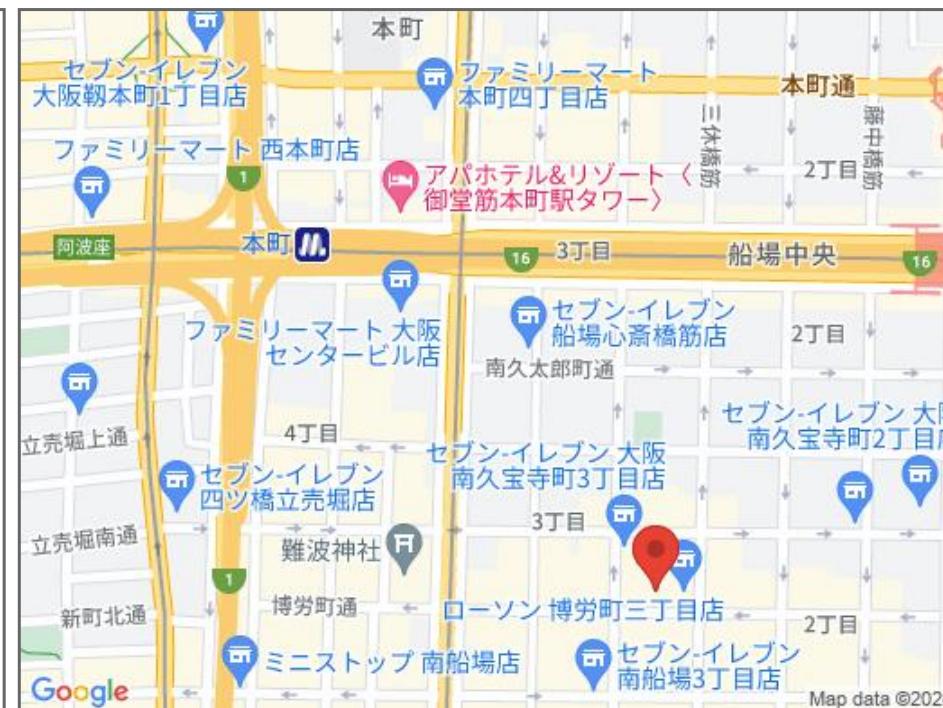 本町
セブン-イレブン
大阪靱本町1丁目店
ファミリーマート
本町四丁目店
本町通
三休橋筋
藤中橋筋
ファミリーマート 西本町店
1
アパホテル&リゾート〈
御堂筋本町駅タワー〉
2丁目
阿波座
本町
16
3丁目
船場中央
16
ファミリーマート 大阪
センタービル店
セブン-イレブン
船場心斎橋筋店
2丁目
南久太郎町通
立売堀上通
4丁目
セブン-イレブン 大阪
南久宝寺町3丁目店
セブン-イレブン 大
南久宝寺町2丁目
セブン-イレブン
四ツ橋立売堀店
立売堀南通
3丁目
難波神社
1
新町北通
博労町通
ローソン 博労町三丁目店
2丁目
ミニストップ 南船場店
セブン-イレブン
南船場3丁目店
Google
Map data ©202